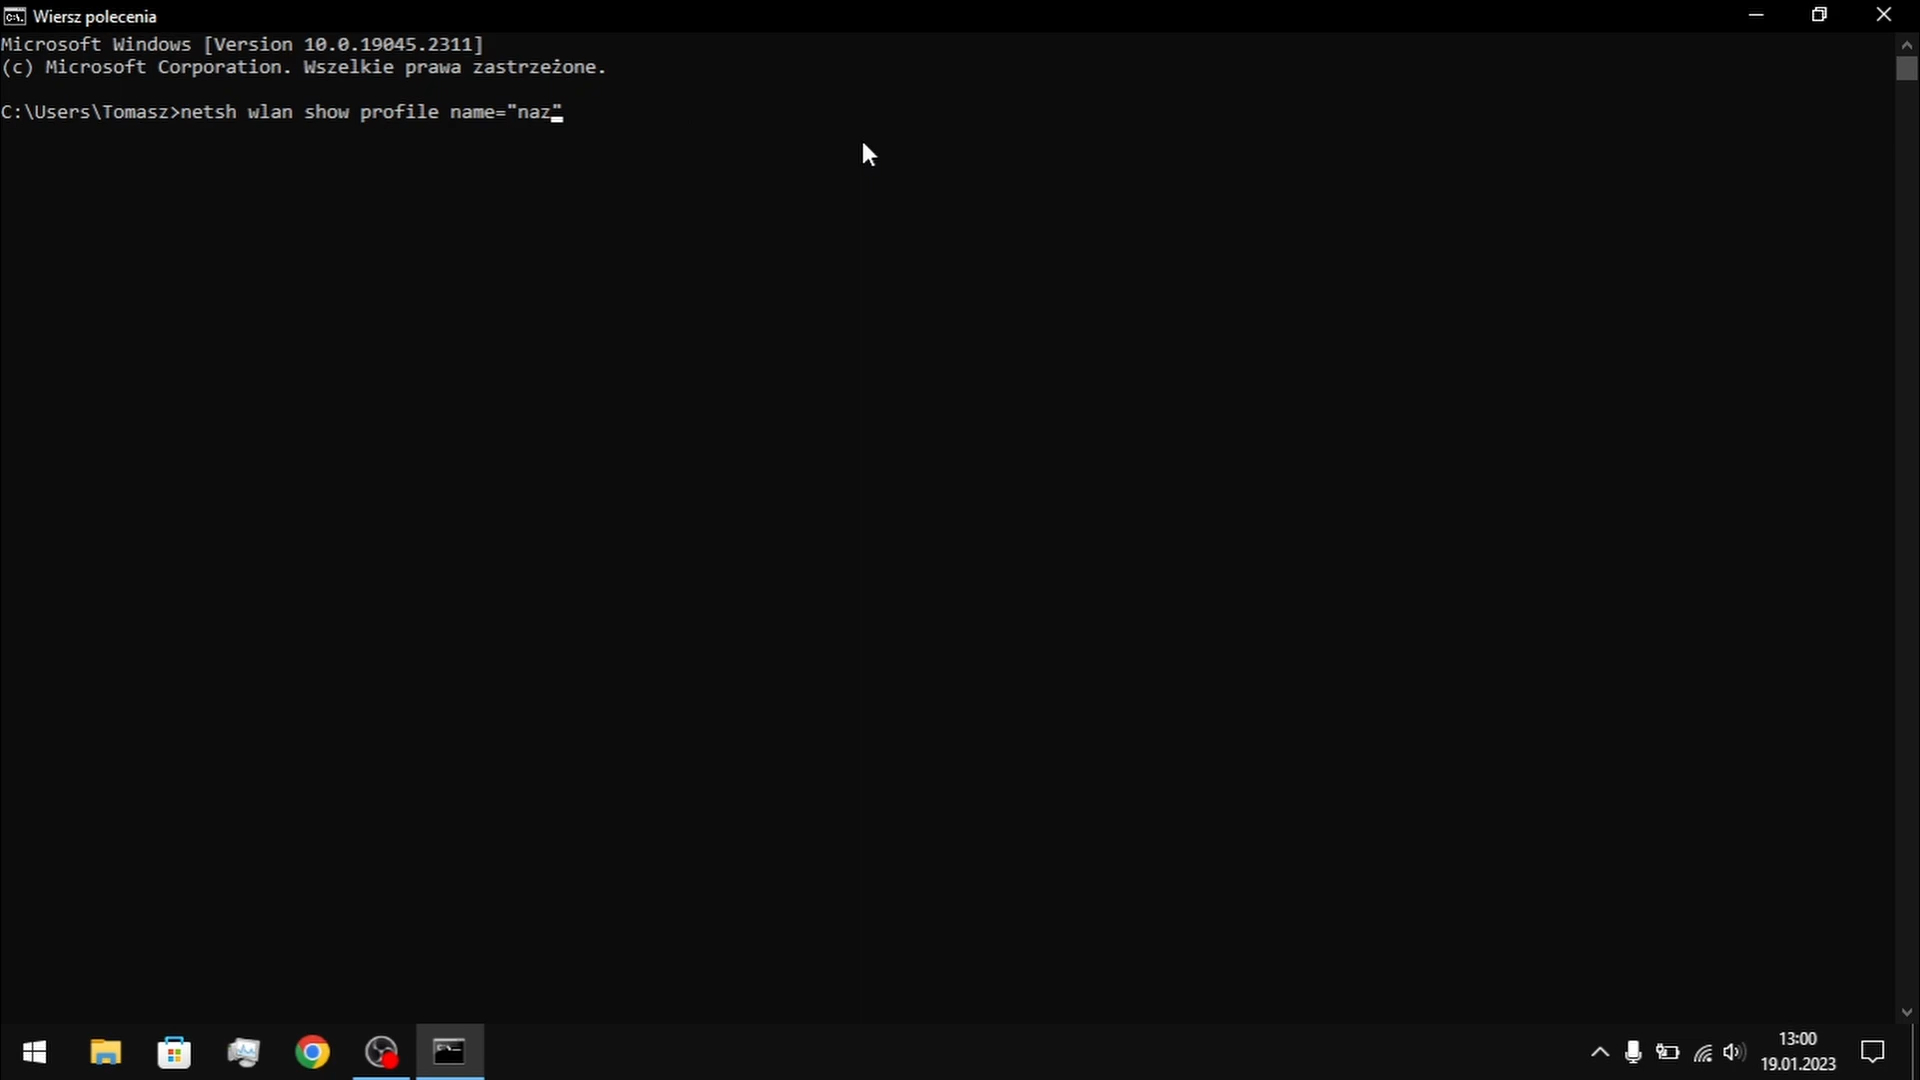 Wiersz polecenia
Microsoft Windows [Version 10.0.19045.2311]
(c) Microsoft Corporation. Wszelkie prawa zastrzeżone.
C:\Users\Tomasz>netsh wlan show profile name="naz"
13:00
19.01.2023